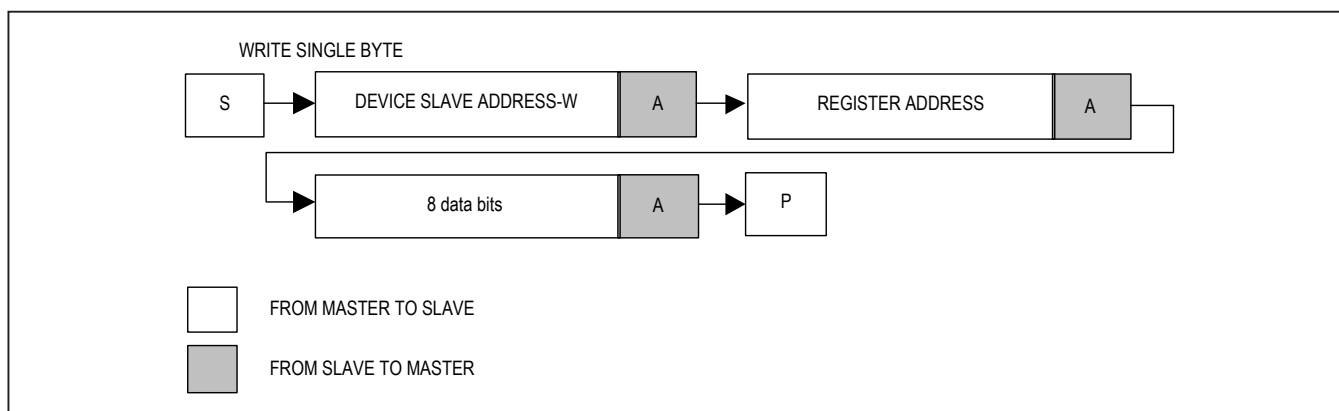 WRITE SINGLE BYTE
S DEVICE SLAVE ADDRESS-W A REGISTER ADDRESS A
8 data bits A P
FROM MASTER TO SLAVE
FROM SLAVE TO MASTER